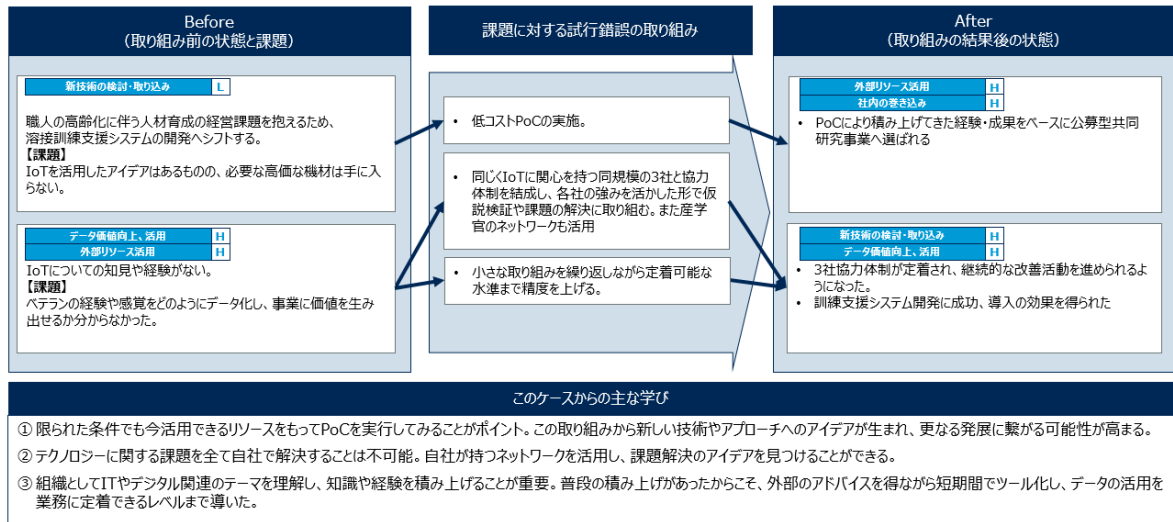 Before
（取り組み前の状態と課題）
新技術の検討・取り込み L
職人の高齢化に伴う人材育成の経営課題を抱えるため、
溶接訓練支援システムの開発へシフトする。
【課題】
IoTを活用したアイデアはあるものの、必要な高価な機材は手に入
らない。
データ価値向上、活用 H
外部リソース活用 H
IoTについての知見や経験がない。
【課題】
ベテランの経験や感覚をどのようにデータ化し、事業に価値を生み
出せるか分からなかった。
課題に対する試行錯誤の取り組み
• 低コストPoCの実施。
• 同じくIoTに関心を持つ同規模の3社と協力
体制を結成し、各社の強みを活かした形で仮
説検証や課題の解決に取り組む。また産学
官のネットワークも活用
• 小さな取り組みを繰り返しながら定着可能な
水準まで精度を上げる。
After
（取り組みの結果後の状態）
外部リソース活用 H
社内の巻き込み H
• PoCにより積み上げてきた経験・成果をベースに公募型共同
研究事業へ選ばれる
新技術の検討・取り込み H
データ価値向上、活用 H
• 3社協力体制が定着され、継続的な改善活動を進められるよ
うになった。
• 訓練支援システム開発に成功、導入の効果を得られた
このケースからの主な学び
① 限られた条件でも今活用できるリソースをもってPoCを実行してみることがポイント。この取り組みから新しい技術やアプローチへのアイデアが生まれ、更なる発展に繋がる可能性が高まる。
② テクノロジーに関する課題を全て自社で解決することは不可能。自社が持つネットワークを活用し、課題解決のアイデアを見つけることができる。
③ 組織としてITやデジタル関連のテーマを理解し、知識や経験を積み上げることが重要。普段の積み上げがあったからこそ、外部のアドバイスを得ながら短期間でツール化し、データの活用を
業務に定着できるレベルまで導いた。